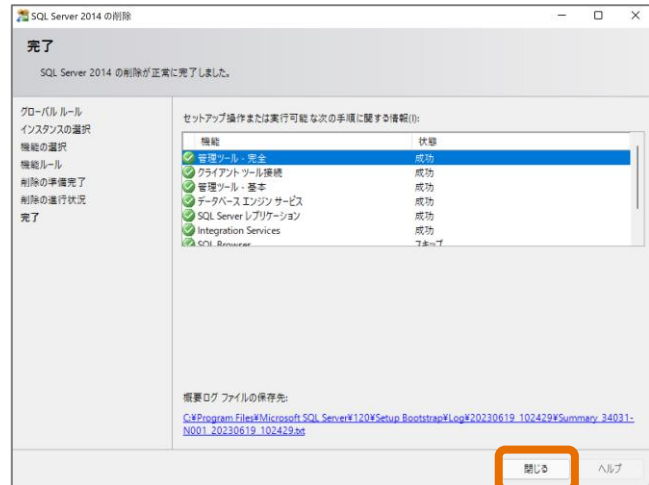 SQL Server 2014 の削除
完了
SQL Server 2014 の削除が正常に完了しました。
グローバル ルール
インスタンスの選択
機能の選択
機能ルール
削除の準備完了
削除の進行状況
完了
セットアップ操作または実行可能な次の手順に関する情報(I):
機能 状態
管理ツール - 完全 成功
クライアント ツール接続 成功
管理ツール - 基本 成功
データベース エンジン サービス 成功
SQL Server レプリケーション 成功
Integration Services 成功
SQL Browser スキップ
概要ログ ファイルの保存先:
C:¥Program Files¥Microsoft SQL Server¥120¥Setup Bootstrap¥Log¥20230619_102429¥Summary_34031-
N001_20230619_102429.txt
閉じる ヘルプ